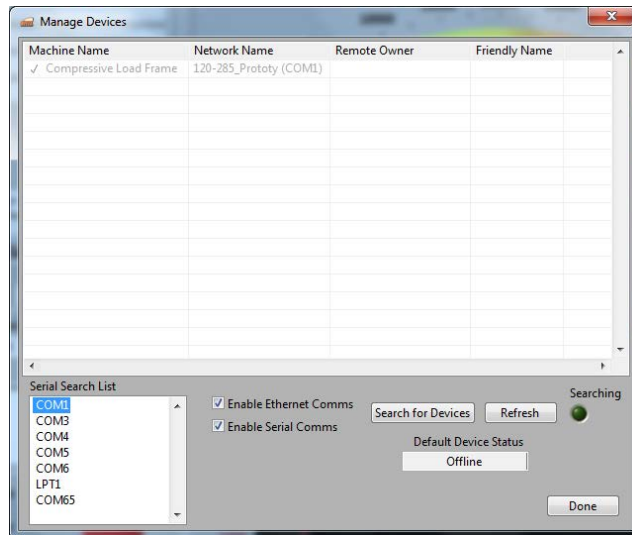 Manage Devices
Machine Name Network Name Remote Owner Friendly Name
✓ Compressive Load Frame 120-285_Prototy (COM1)
Serial Search List
COM1
COM3
COM4
COM5
COM6
LPT1
COM65
Enable Ethernet Comms
Enable Serial Comms
Search for Devices
Refresh
Searching
Default Device Status
Offline
Done